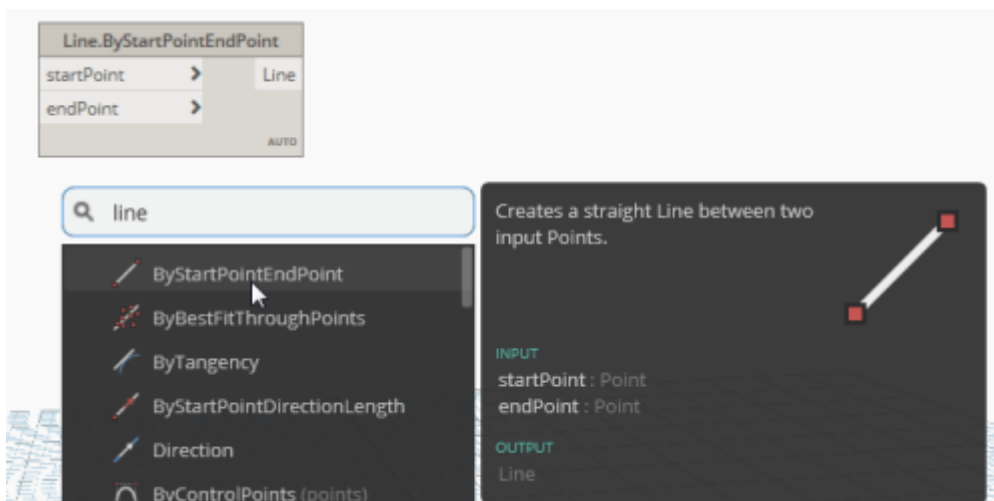 Line.ByStartPointEndPoint
startPoint > Line
endPoint >
AUTO
line
ByStartPointEndPoint
ByBestFitThroughPoints
ByTangency
ByStartPointDirectionLength
Direction
ByControlPoints (points)
Creates a straight Line between two
input Points.
INPUT
startPoint : Point
endPoint : Point
OUTPUT
Line